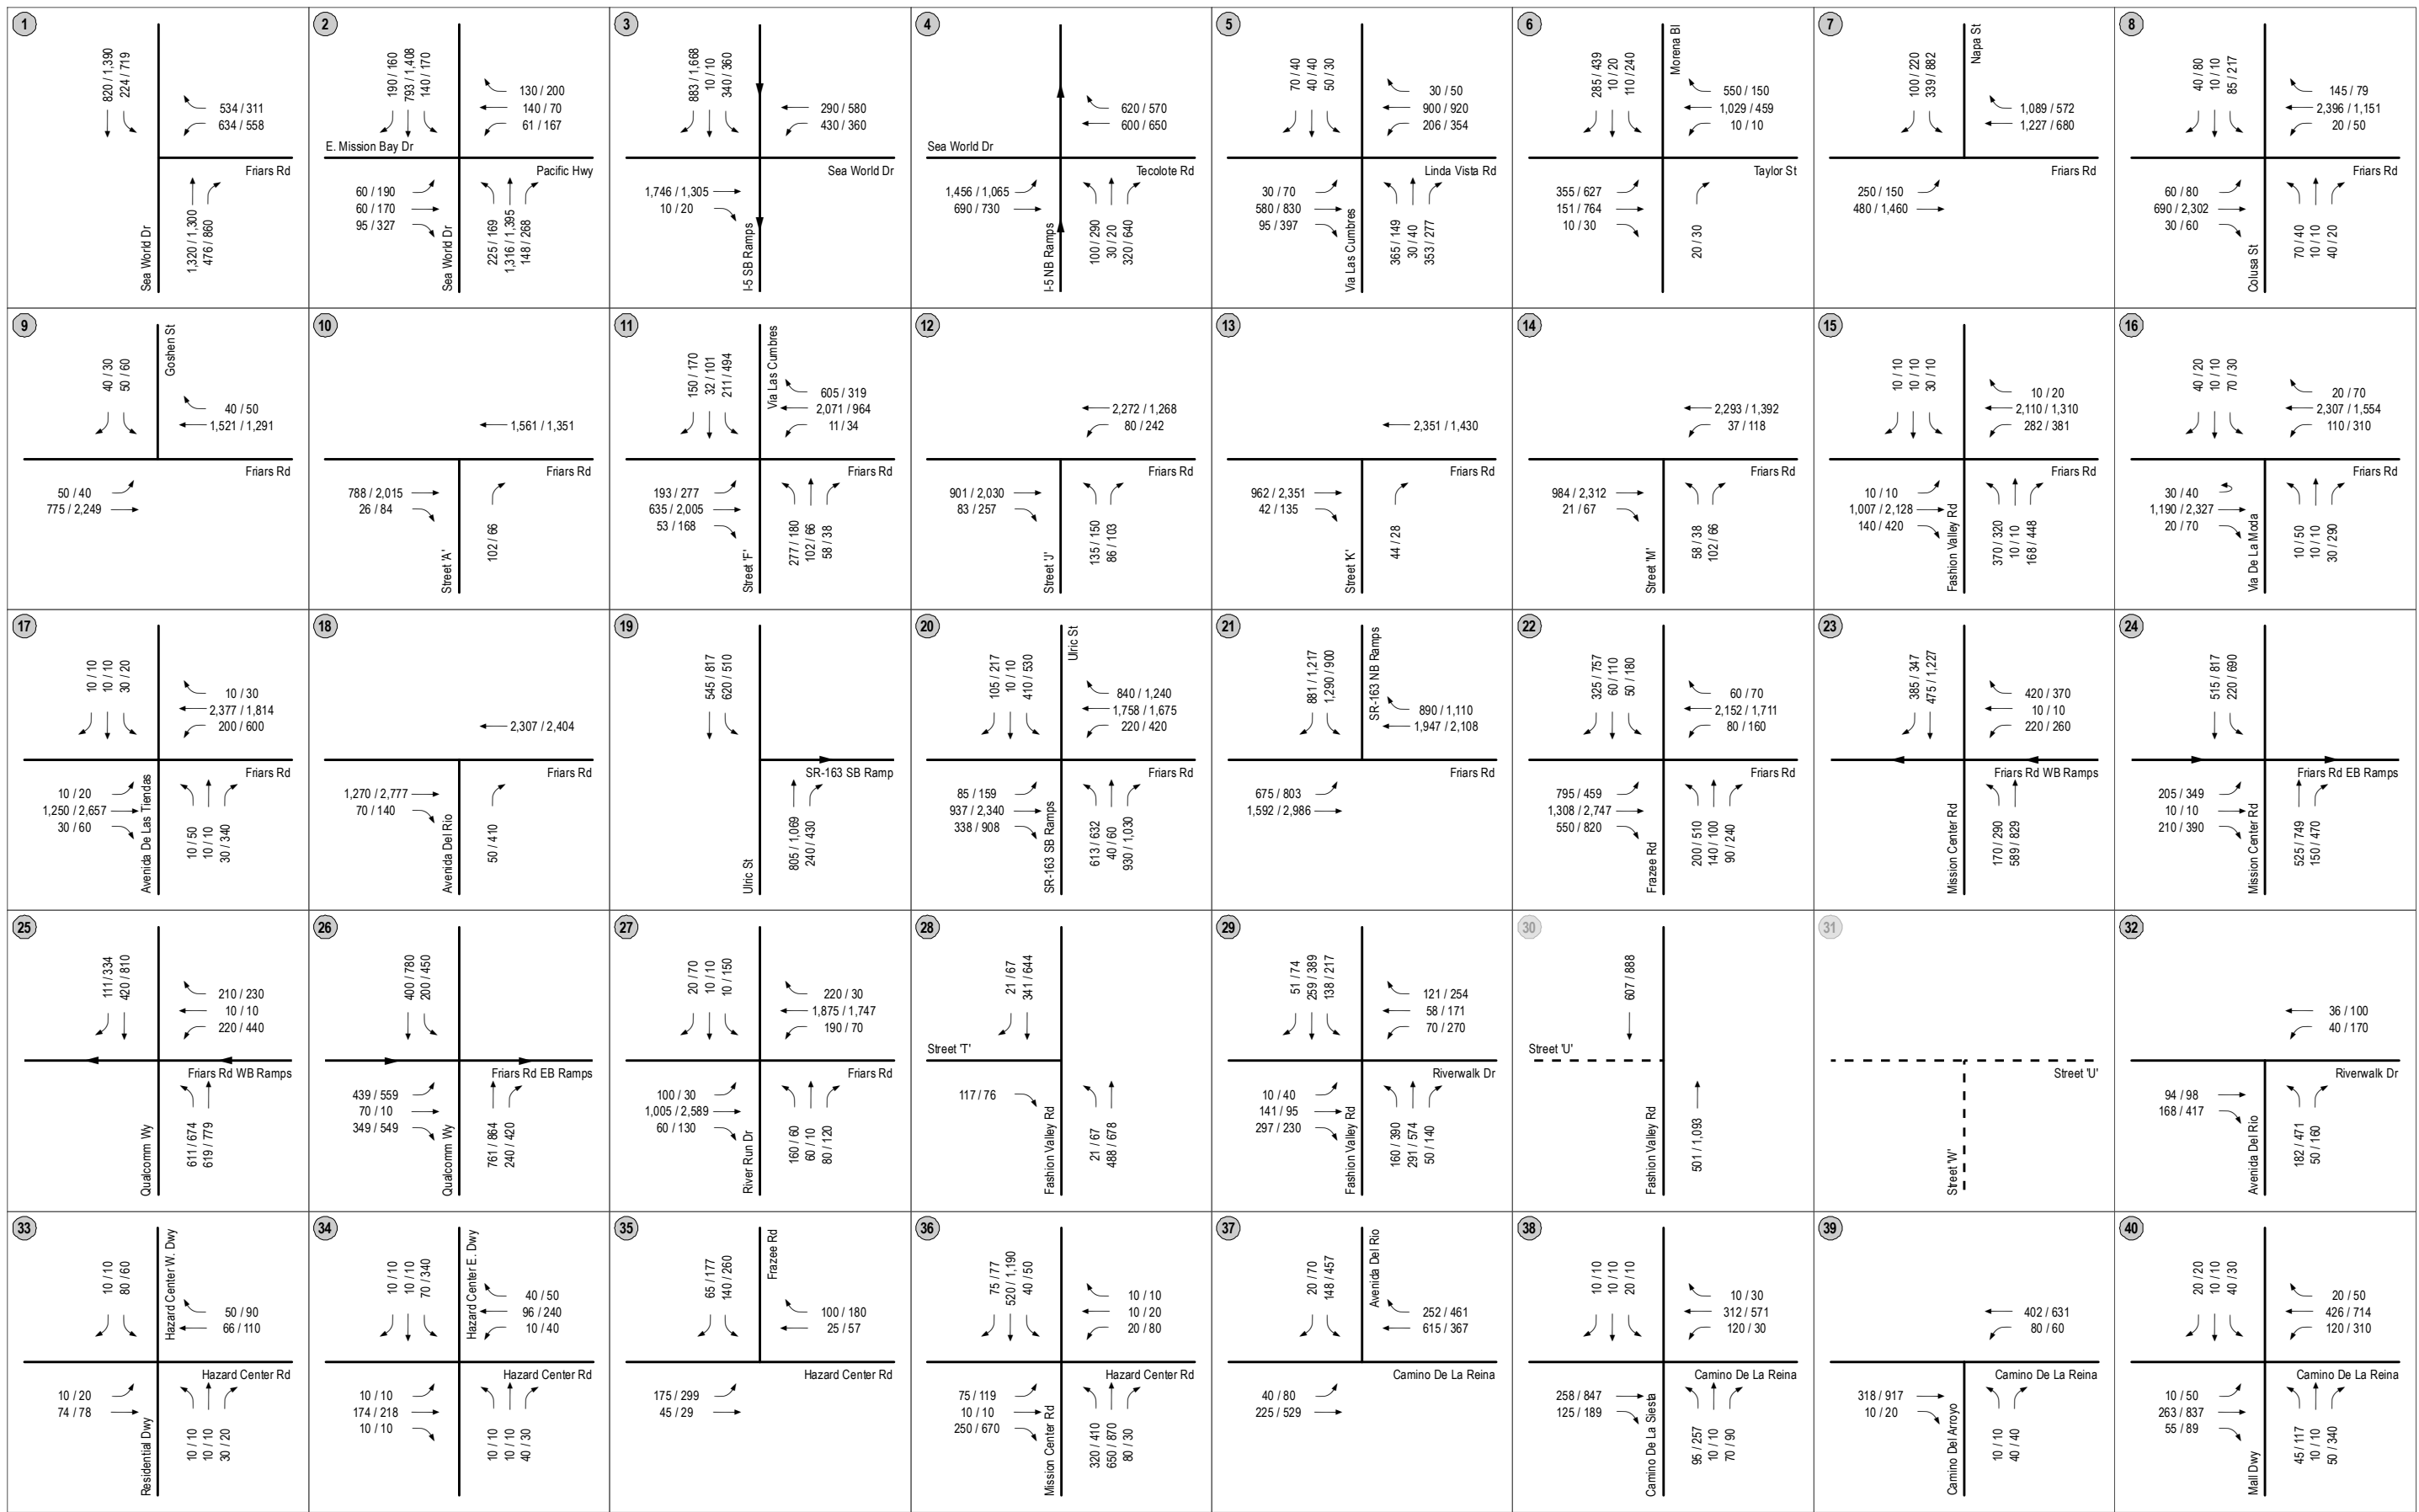 1
820 / 1,390
224 / 719
534 / 311
634 / 558
Friars Rd
Sea World Dr
1,320 / 1,300
476 / 860
2
190 / 160
793 / 1,408
140 / 170
130 / 200
140 / 70
61 / 167
E. Mission Bay Dr
Pacific Hwy
60 / 190
60 / 170
95 / 327
Sea World Dr
225 / 169
1,316 / 1,395
148 / 268
3
883 / 1,668
10 / 10
340 / 360
290 / 580
430 / 360
Sea World Dr
1,746 / 1,305
10 / 20
I-5 SB Ramps
4
620 / 570
600 / 650
Sea World Dr
Tecolote Rd
1,456 / 1,065
690 / 730
I-5 NB Ramps
100 / 290
30 / 20
320 / 640
5
70 / 40
40 / 40
50 / 30
30 / 50
900 / 920
206 / 354
Linda Vista Rd
30 / 70
580 / 830
95 / 397
Via Las Cumbres
365 / 149
30 / 40
353 / 277
6
285 / 439
10 / 20
110 / 240
Morena Bl
550 / 150
1,029 / 459
10 / 10
Taylor St
355 / 627
151 / 764
10 / 30
20 / 30
7
100 / 220
339 / 882
Napa St
1,089 / 572
1,227 / 680
Friars Rd
250 / 150
480 / 1,460
8
40 / 80
10 / 10
85 / 217
145 / 79
2,396 / 1,151
20 / 50
Friars Rd
60 / 80
690 / 2,302
30 / 60
Colusa St
70 / 40
10 / 10
40 / 20
9
40 / 30
50 / 60
Goshen St
40 / 50
1,521 / 1,291
Friars Rd
50 / 40
775 / 2,249
10
1,561 / 1,351
Friars Rd
788 / 2,015
26 / 84
Street 'A'
102 / 66
11
150 / 170
32 / 101
211 / 494
Via Las Cumbres
605 / 319
2,071 / 964
11 / 34
Friars Rd
193 / 277
635 / 2,005
53 / 168
Street 'F'
277 / 180
102 / 66
58 / 38
12
2,272 / 1,268
80 / 242
Friars Rd
901 / 2,030
83 / 257
Street 'J'
135 / 150
86 / 103
13
2,351 / 1,430
Friars Rd
962 / 2,351
42 / 135
Street 'K'
44 / 28
14
2,293 / 1,392
37 / 118
Friars Rd
984 / 2,312
21 / 67
Street 'M'
58 / 38
102 / 66
15
10 / 10
10 / 10
30 / 10
10 / 20
2,110 / 1,310
282 / 381
Friars Rd
10 / 10
1,007 / 2,128
140 / 420
Fashion Valley Rd
370 / 320
10 / 10
168 / 448
16
40 / 20
10 / 10
70 / 30
20 / 70
2,307 / 1,554
110 / 310
Friars Rd
30 / 40
1,190 / 2,327
20 / 70
Via De La Moda
10 / 50
10 / 10
30 / 290
17
10 / 10
10 / 10
30 / 20
10 / 30
2,377 / 1,814
200 / 600
Friars Rd
10 / 20
1,250 / 2,657
30 / 60
Avenida De Las Tiendas
10 / 50
10 / 10
30 / 340
18
2,307 / 2,404
Friars Rd
1,270 / 2,777
70 / 140
Avenida Del Rio
50 / 410
19
545 / 817
620 / 510
SR-163 SB Ramp
Ulric St
805 / 1,069
240 / 430
20
105 / 217
10 / 10
410 / 530
Ulric St
840 / 1,240
1,758 / 1,675
220 / 420
Friars Rd
85 / 159
937 / 2,340
338 / 908
SR-163 SB Ramps
613 / 632
40 / 60
930 / 1,030
21
881 / 1,217
1,290 / 900
SR-163 NB Ramps
890 / 1,110
1,947 / 2,108
Friars Rd
675 / 803
1,592 / 2,986
22
325 / 757
60 / 110
50 / 180
60 / 70
2,152 / 1,711
80 / 160
Friars Rd
795 / 459
1,308 / 2,747
550 / 820
Frazee Rd
200 / 510
140 / 100
90 / 240
23
385 / 347
475 / 1,227
420 / 370
10 / 10
220 / 260
Friars Rd WB Ramps
Mission Center Rd
170 / 290
589 / 829
24
515 / 817
220 / 690
Friars Rd EB Ramps
205 / 349
10 / 10
210 / 390
Mission Center Rd
525 / 749
150 / 470
25
111 / 334
420 / 810
210 / 230
10 / 10
220 / 440
Friars Rd WB Ramps
Qualcomm Wy
611 / 674
619 / 779
26
400 / 780
200 / 450
Friars Rd EB Ramps
439 / 559
70 / 10
349 / 549
Qualcomm Wy
761 / 864
240 / 420
27
20 / 70
10 / 10
10 / 150
220 / 30
1,875 / 1,747
190 / 70
Friars Rd
100 / 30
1,005 / 2,589
60 / 130
River Run Dr
160 / 60
60 / 10
80 / 120
28
21 / 67
341 / 644
Street 'T'
117 / 76
Fashion Valley Rd
21 / 67
488 / 678
29
51 / 74
259 / 389
138 / 217
121 / 254
58 / 171
70 / 270
Riverwalk Dr
10 / 40
141 / 95
297 / 230
Fashion Valley Rd
160 / 390
291 / 574
50 / 140
30
607 / 888
Street 'U'
Fashion Valley Rd
501 / 1,093
31
Street 'U'
Street 'W'
32
36 / 100
40 / 170
Riverwalk Dr
94 / 98
168 / 417
Avenida Del Rio
182 / 471
50 / 160
33
10 / 10
80 / 60
Hazard Center W. Dwy
50 / 90
66 / 110
Hazard Center Rd
10 / 20
74 / 78
Residential Dwy
10 / 10
10 / 10
30 / 20
34
10 / 10
10 / 10
70 / 340
Hazard Center E. Dwy
40 / 50
96 / 240
10 / 40
Hazard Center Rd
10 / 10
174 / 218
10 / 10
10 / 10
10 / 10
40 / 30
35
65 / 177
140 / 260
Frazee Rd
100 / 180
25 / 57
Hazard Center Rd
175 / 299
45 / 29
36
75 / 77
520 / 1,190
40 / 50
10 / 10
10 / 20
20 / 80
Hazard Center Rd
75 / 119
10 / 10
250 / 670
Mission Center Rd
320 / 410
650 / 870
80 / 30
37
20 / 70
148 / 457
Avenida Del Rio
252 / 461
615 / 367
Camino De La Reina
40 / 80
225 / 529
38
10 / 10
10 / 10
20 / 10
10 / 30
312 / 571
120 / 30
Camino De La Reina
258 / 847
125 / 189
Camino De La Siesta
95 / 257
10 / 10
70 / 90
39
402 / 631
80 / 60
Camino De La Reina
318 / 917
10 / 20
Camino Del Arroyo
10 / 10
40 / 40
40
20 / 20
10 / 10
40 / 30
20 / 50
426 / 714
120 / 310
Camino De La Reina
10 / 50
263 / 837
55 / 89
Mall Dwy
45 / 117
10 / 10
50 / 340